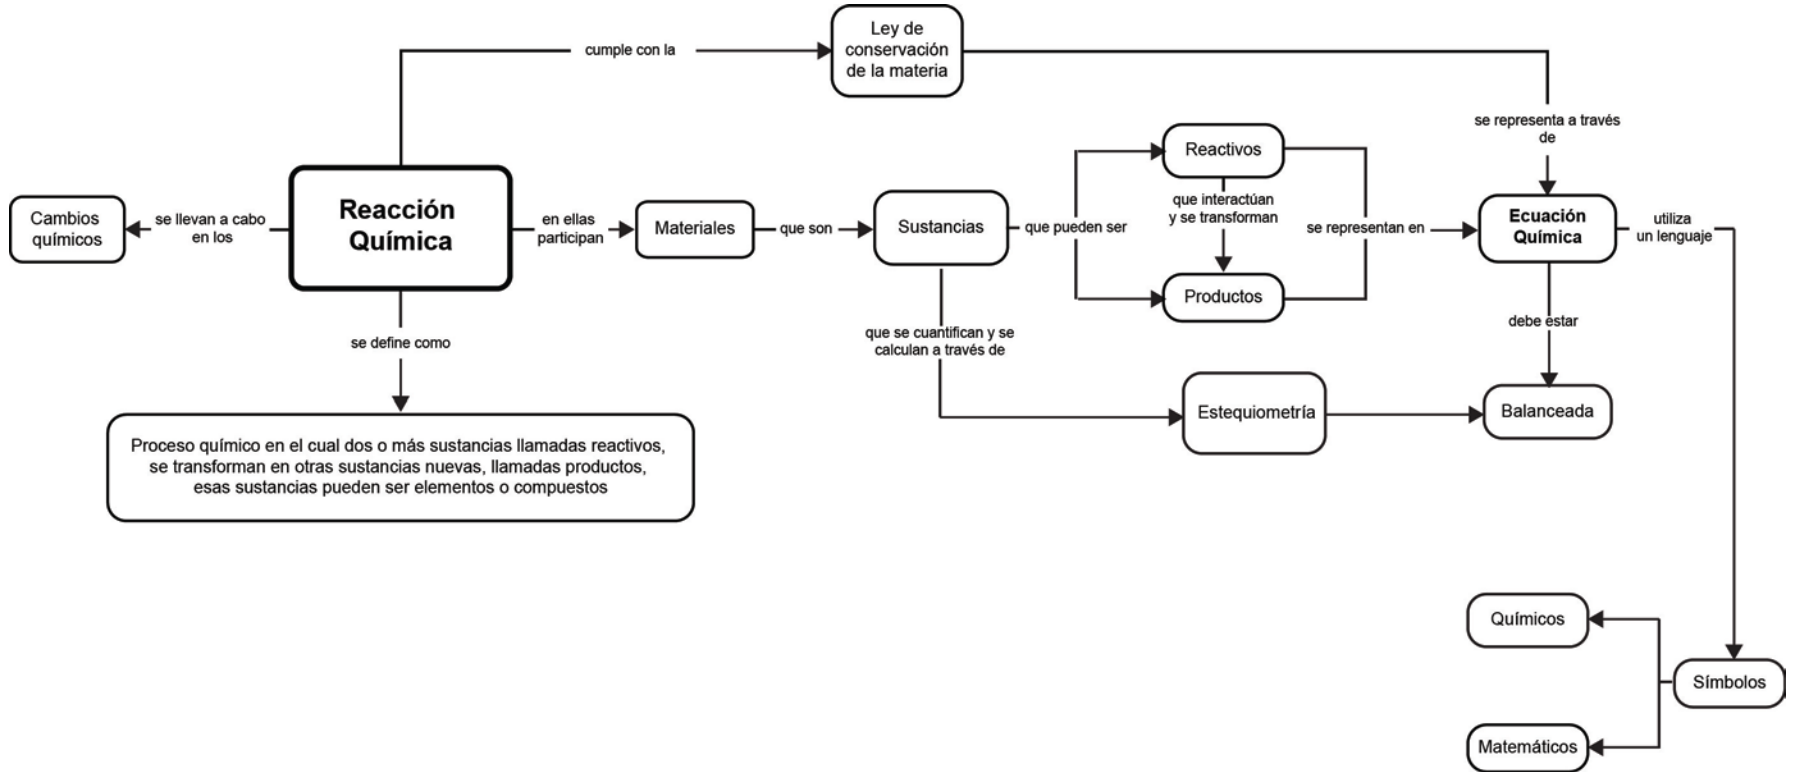 Ley de
conservación
de la materia
cumple con la
se representa a través
de
Reactivos
que interactúan
y se transforman
Productos
Cambios
químicos
se llevan a cabo
en los
Reacción
Química
en ellas
participan
Materiales
que son
Sustancias
que pueden ser
se representan en
Ecuación
Química
utiliza
un lenguaje
se define como
que se cuantifican y se
calculan a través de
debe estar
Estequiometría
Balanceada
Proceso químico en el cual dos o más sustancias llamadas reactivos,
se transforman en otras sustancias nuevas, llamadas productos,
esas sustancias pueden ser elementos o compuestos
Químicos
Símbolos
Matemáticos